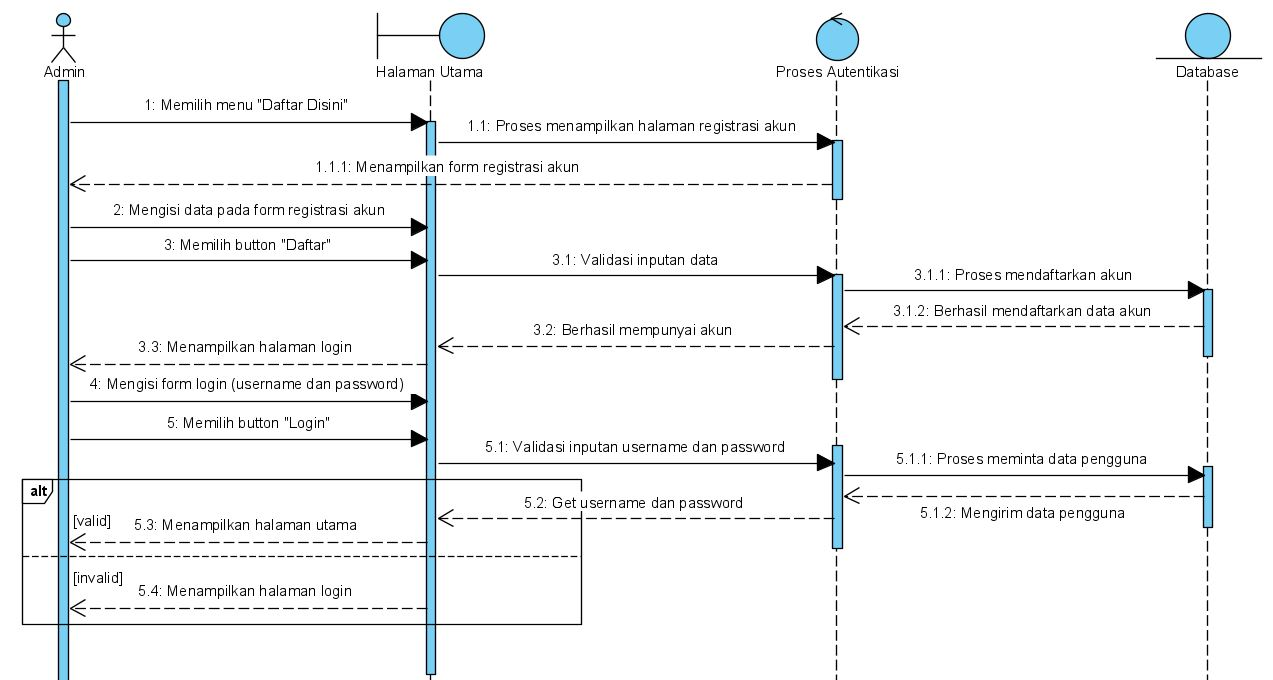 Admin
Halaman Utama
Proses Autentikasi
Database
1: Memilih menu "Daftar Disini"
1.1: Proses menampilkan halaman registrasi akun
1.1.1: Menampilkan form registrasi akun
2: Mengisi data pada form registrasi akun
3: Memilih button "Daftar"
3.1: Validasi inputan data
3.1.1: Proses mendaftarkan akun
3.1.2: Berhasil mendaftarkan data akun
3.2: Berhasil mempunyai akun
3.3: Menampilkan halaman login
4: Mengisi form login (username dan password)
5: Memilih button "Login"
5.1: Validasi inputan username dan password
5.1.1: Proses meminta data pengguna
5.1.2: Mengirim data pengguna
5.2: Get username dan password
alt
[valid]
5.3: Menampilkan halaman utama
[invalid]
5.4: Menampilkan halaman login